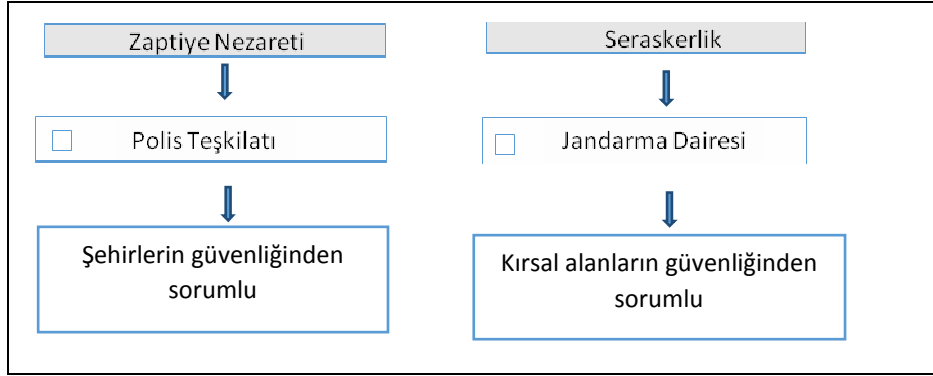 Zaptiye Nezareti
Polis Teşkilatı
Şehirlerin güvenliğinden
sorumlu
Seraskerlik
Jandarma Dairesi
Kırsal alanların güvenliğinden
sorumlu